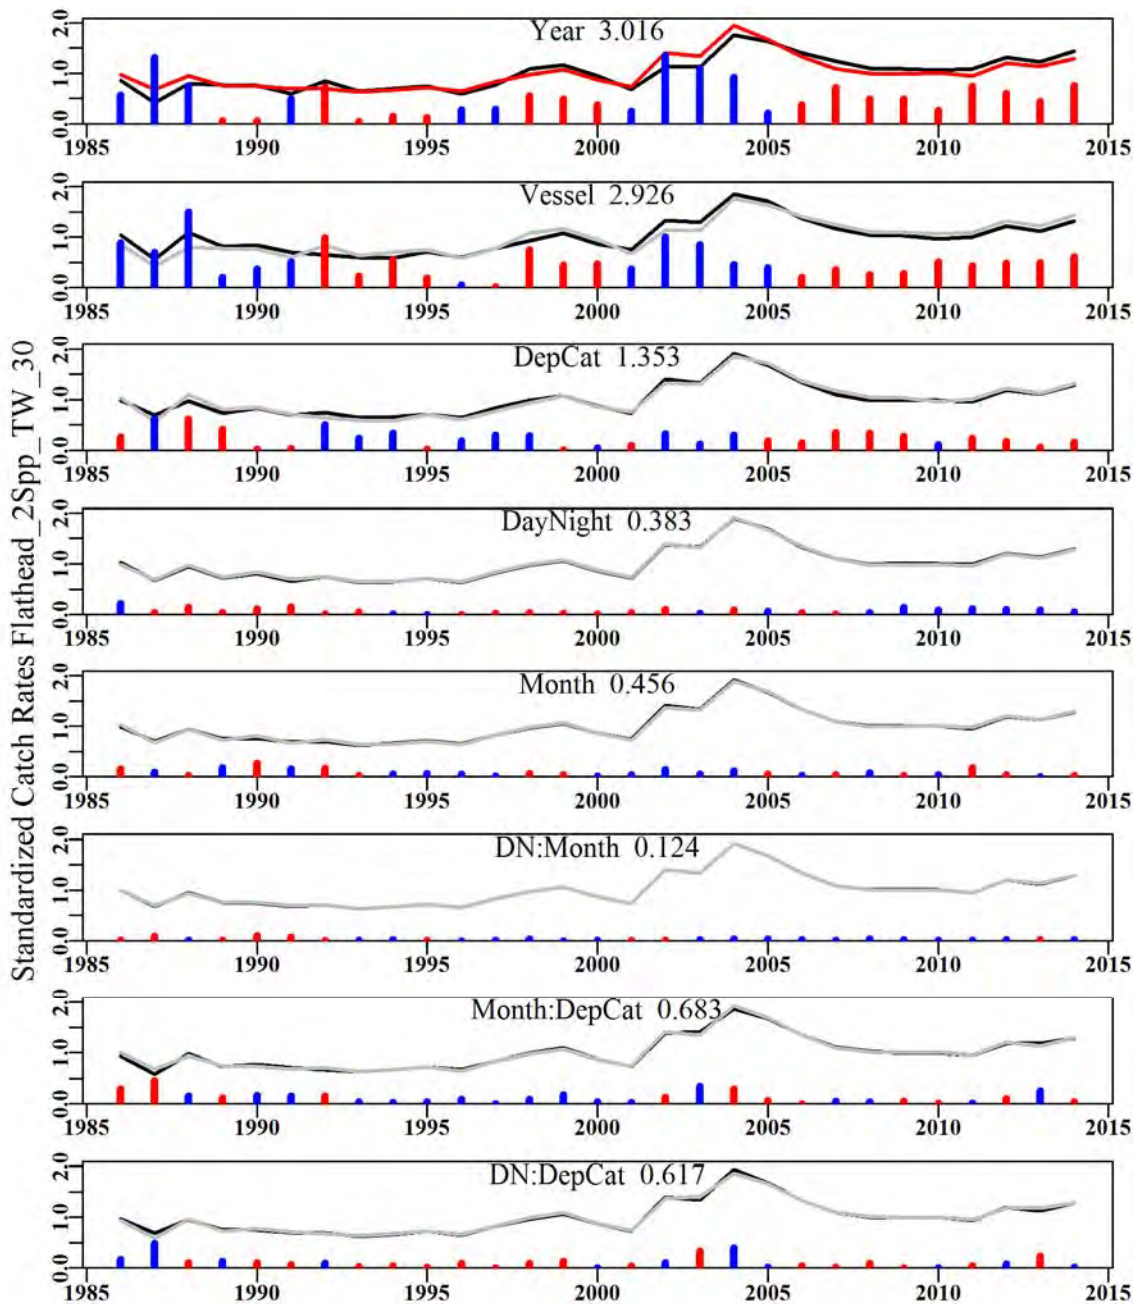 Standardized Catch Rates Flathead_2Spp_TW_30
Year 3.016
0.0 1.0 2.0
1985 1990 1995 2000 2005 2010 2015
Vessel 2.926
0.0 1.0 2.0
1985 1990 1995 2000 2005 2010 2015
DepCat 1.353
0.0 1.0 2.0
1985 1990 1995 2000 2005 2010 2015
DayNight 0.383
0.0 1.0 2.0
1985 1990 1995 2000 2005 2010 2015
Month 0.456
0.0 1.0 2.0
1985 1990 1995 2000 2005 2010 2015
DN:Month 0.124
0.0 1.0 2.0
1985 1990 1995 2000 2005 2010 2015
Month:DepCat 0.683
0.0 1.0 2.0
1985 1990 1995 2000 2005 2010 2015
DN:DepCat 0.617
0.0 1.0 2.0
1985 1990 1995 2000 2005 2010 2015